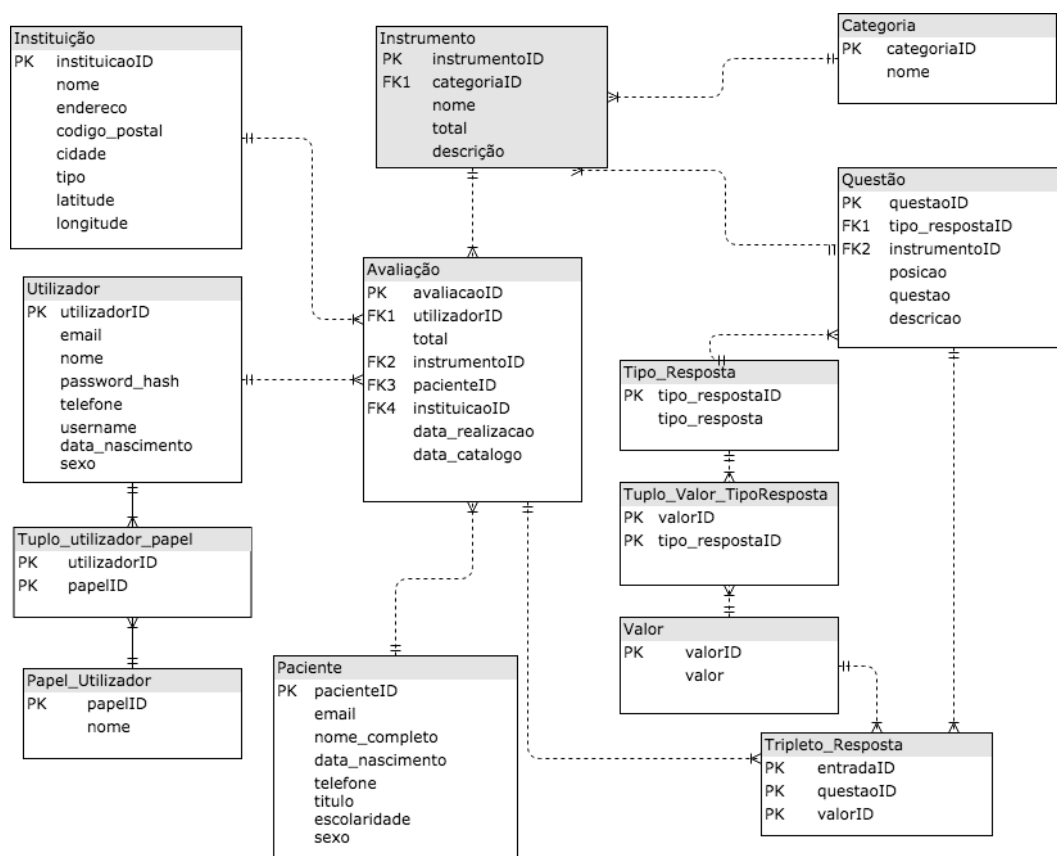 Instituição
PK instituicaoID
nome
endereco
codigo_postal
cidade
tipo
latitude
longitude
Instrumento
PK instrumentoID
FK1 categoriaID
nome
total
descrição
Categoria
PK categoriaID
nome
Questão
PK questaoID
FK1 tipo_respostaID
FK2 instrumentoID
posicao
questao
descricao
Utilizador
PK utilizadorID
email
nome
password_hash
telefone
username
data_nascimento
sexo
Avaliação
PK avaliacaoID
FK1 utilizadorID
total
FK2 instrumentoID
FK3 pacienteID
FK4 instituicaoID
data_realizacao
data_catalogo
Tipo_Resposta
PK tipo_respostaID
tipo_resposta
Tuplo_Valor_TipoResposta
PK valorID
PK tipo_respostaID
Tuplo_utilizador_papel
PK utilizadorID
PK papelID
Valor
PK valorID
valor
Papel_Utilizador
PK papelID
nome
Paciente
PK pacienteID
email
nome_completo
data_nascimento
telefone
titulo
escolaridade
sexo
Tripleto_Resposta
PK entradaID
PK questaoID
PK valorID